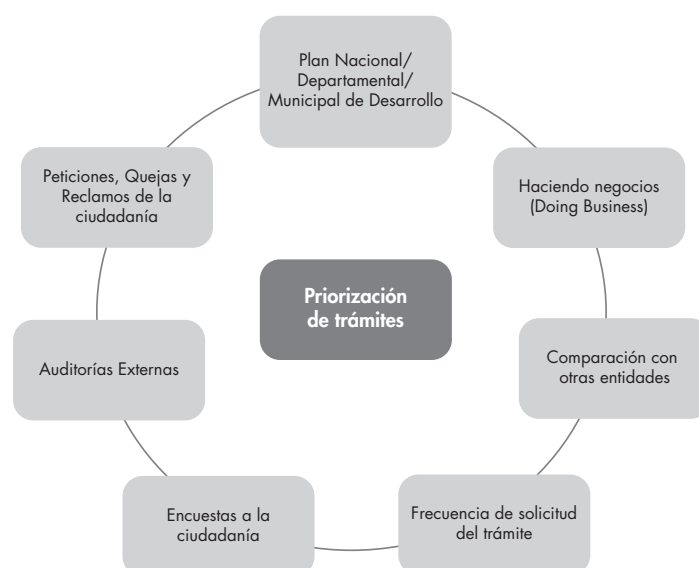 Plan Nacional/
Departamental/
Municipal de Desarrollo
Haciendo negocios
(Doing Business)
Comparación con
otras entidades
Frecuencia de solicitud
del trámite
Encuestas a la
ciudadanía
Auditorías Externas
Peticiones, Quejas y
Reclamos de la
ciudadanía
Priorización
de trámites